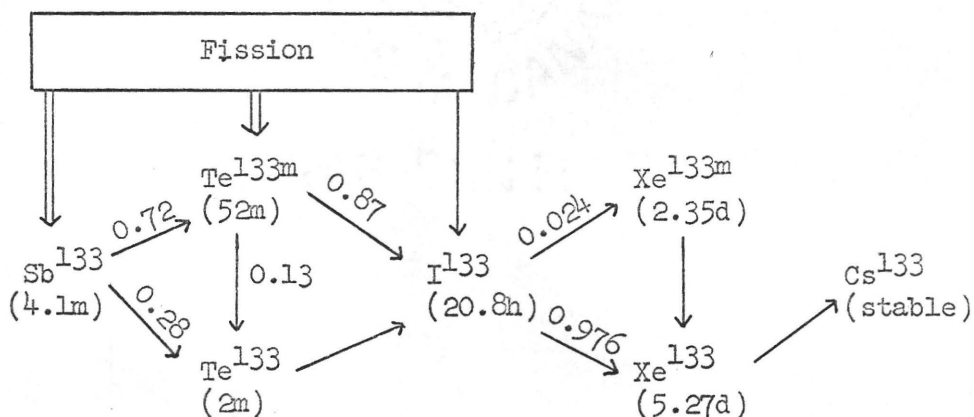 Fission
Te133m
(52m)
Xe133m
(2.35d)
0.72
0.87
0.024
Sb133
(4.1m)
0.13
I133
(20.8h)
Cs133
(stable)
0.28
0.976
Te133
(2m)
Xe133
(5.27d)